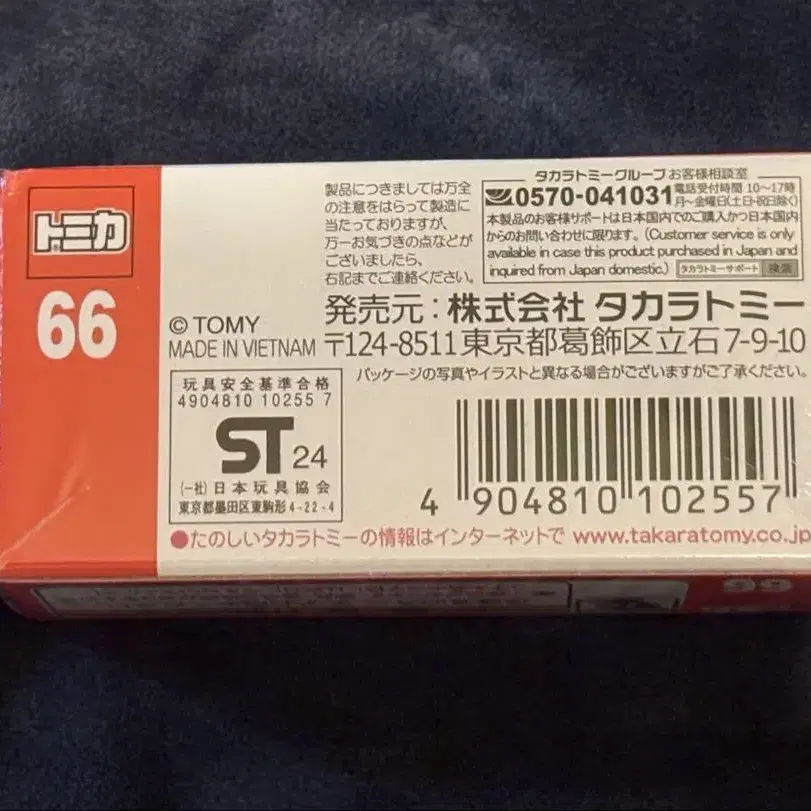 トミカ
66
© TOMY
MADE IN VIETNAM
製品につきましては万全
の注意をはらって製造に
当たっておりますが、
万一お気づきの点などが
ございましたら、
右記までご連絡ください。
タカラトミーグループお客様相談室
0570-041031 電話受付時間 10〜17時
月〜金曜日(土・日・祝日除く)
本製品のお客様サポートは日本国内でのご購入かつ日本国内
からのお問い合わせに限ります。(Customer service is only
available in case this product purchased in Japan and
inquired from Japan domestic.) タカラトミーサポート 検索
発売元:株式会社 タカラトミー
〒124-8511 東京都葛飾区立石7-9-10
パッケージの写真やイラストと異なる場合がございますがご了承ください。
玩具安全基準合格
4904810 10255 7
ST 24
(一社)日本玩具協会
東京都墨田区東駒形4-22-4
4 904810 102557
●たのしいタカラトミーの情報はインターネットで www.takaratomy.co.jp
66